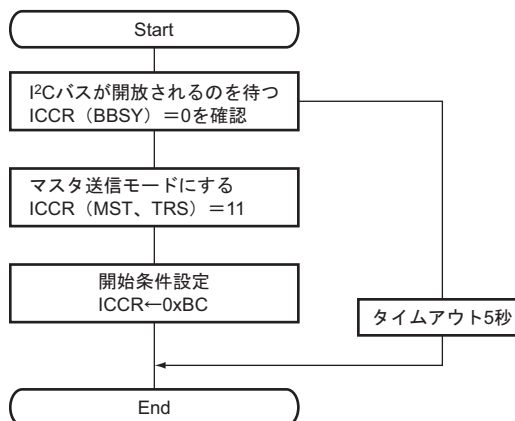 Start
I²Cバスが開放されるのを待つ
ICCR（BBSY）＝0を確認
マスタ送信モードにする
ICCR（MST、TRS）＝11
開始条件設定
ICCR←0xBC
タイムアウト5秒
End